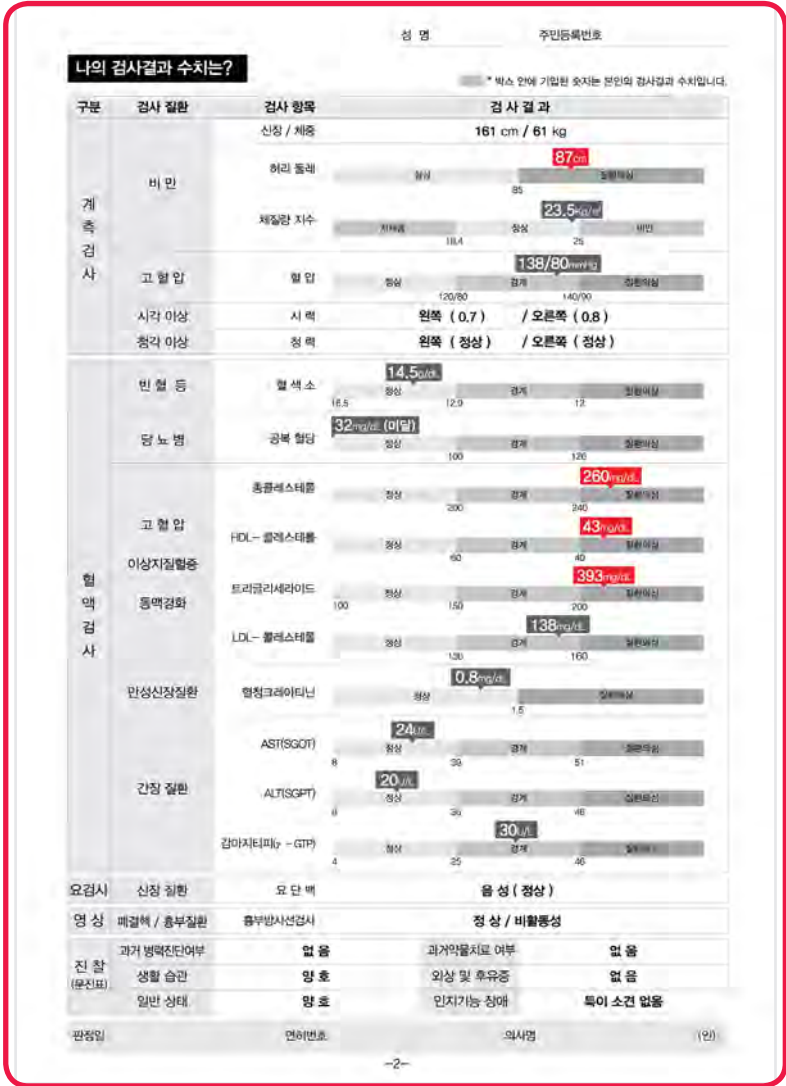 성 명 주민등록번호
나의 검사결과 수치는?
* 박스 안에 기입된 숫자는 본인의 검사결과 수치입니다.
구분 검사 질환 검사 항목 검 사 결 과
계측검사
신장 / 체중 161 cm / 61 kg
비 만
허리 둘레 87cm
정상 질환의심
85
체질량 지수 23.5Kg/㎡
저체중 정상 비만
18.4 25
고 혈 압 혈 압 138/80mmHg
정상 경계 질환의심
120/80 140/90
시각 이상 시 력 왼쪽 ( 0.7 ) / 오른쪽 ( 0.8 )
청각 이상 청 력 왼쪽 ( 정상 ) / 오른쪽 ( 정상 )
혈액검사
빈 혈 등 혈 색 소 14.5g/dL
정상 경계 질환의심
16.5 12.9 12
당 뇨 병 공복 혈당 32mg/dL (미달)
정상 경계 질환의심
100 126
고 혈 압
이상지질혈증
동맥경화
총콜레스테롤 260mg/dL
정상 경계 질환의심
200 240
HDL- 콜레스테롤 43mg/dL
정상 경계 질환의심
60 40
트리글리세라이드 393mg/dL
정상 경계 질환의심
100 150 200
LDL- 콜레스테롤 138mg/dL
정상 경계 질환의심
130 160
만성신장질환 혈청크레아티닌 0.8mg/dL
정상 질환의심
1.5
간장 질환
AST(SGOT) 24U/L
정상 경계 질환의심
8 39 51
ALT(SGPT) 20U/L
정상 경계 질환의심
36 46
감마지티피(γ - GTP) 30U/L
정상 경계 질환의심
4 25 46
요검사 신장 질환 요 단 백 음 성 ( 정상 )
영 상 폐결핵 / 흉부질환 흉부방사선검사 정 상 / 비활동성
진 찰
(문진표)
과거 병력진단여부 없 음 과거약물치료 여부 없 음
생활 습관 양 호 외상 및 후유증 없 음
일반 상태 양 호 인지기능 장애 특이 소견 없음
판정일 면허번호 의사명 (인)
-2-